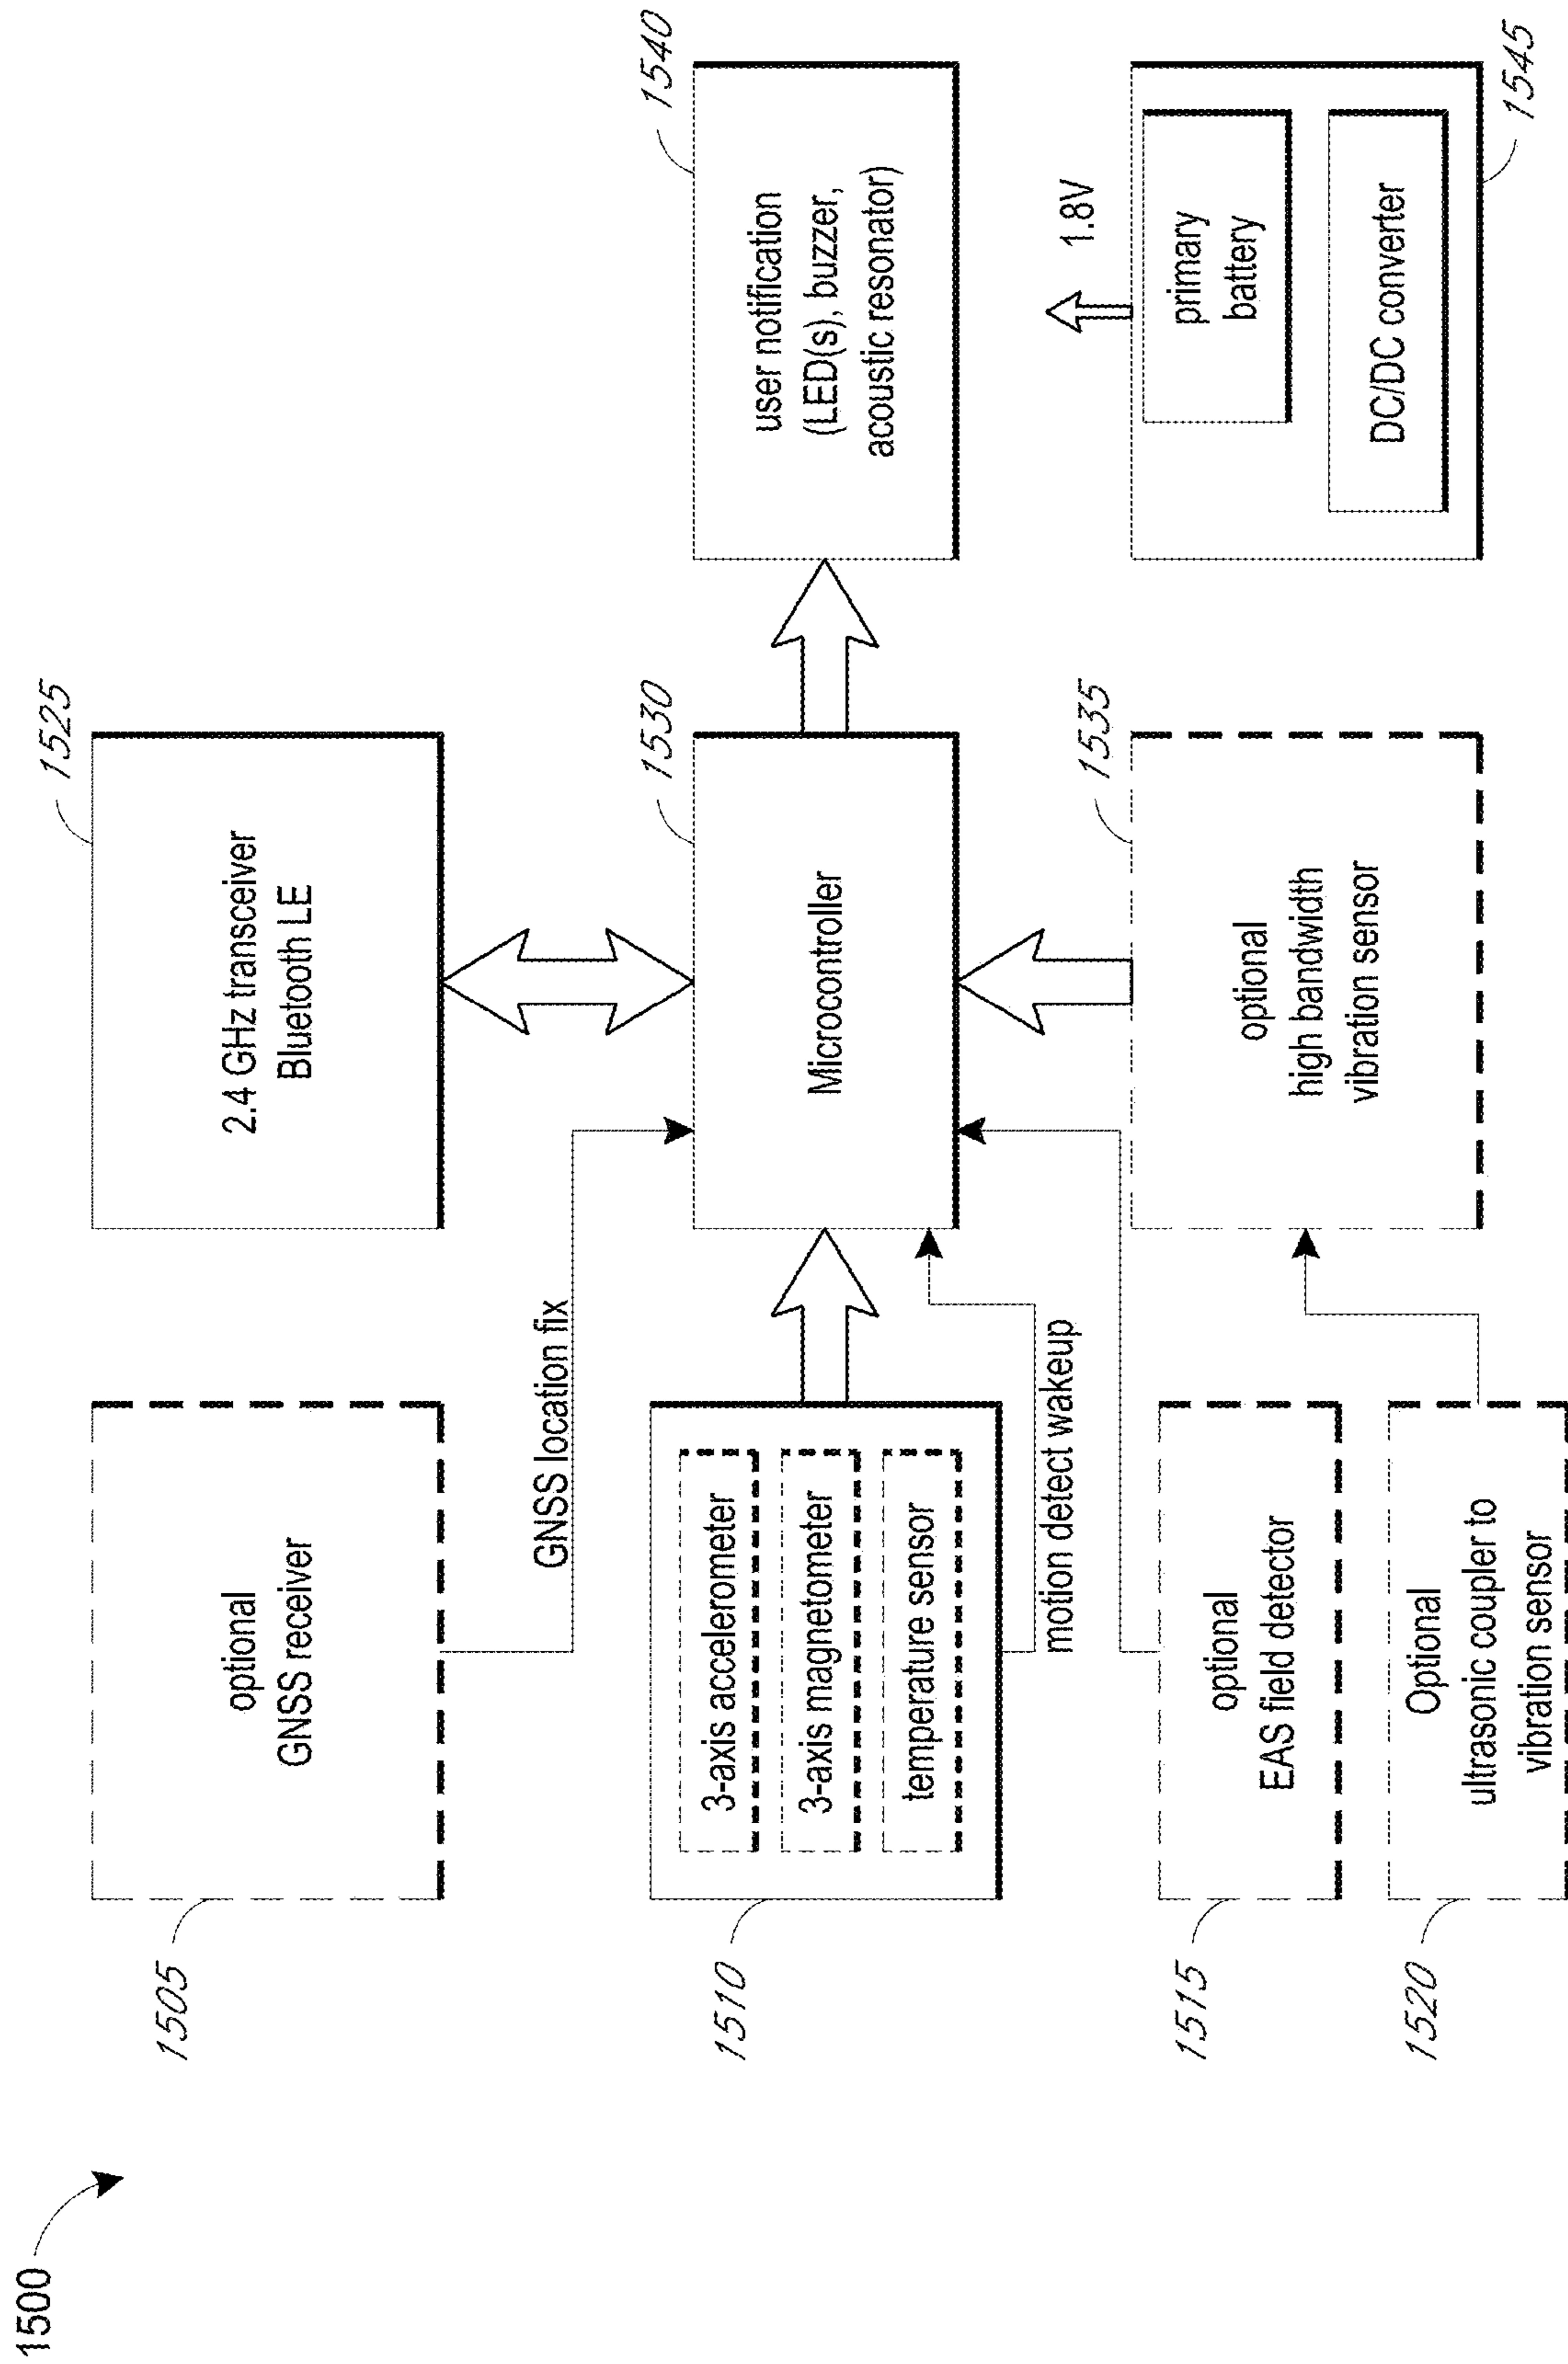 1500
1505
optional
GNSS receiver
GNSS location fix
1510
3-axis accelerometer
3-axis magnetometer
temperature sensor
motion detect wakeup
1515
optional
EAS field detector
1520
Optional
ultrasonic coupler to
vibration sensor
1525
2.4 GHz transceiver
Bluetooth LE
1530
Microcontroller
1535
optional
high bandwidth
vibration sensor
1540
user notification
(LED(s), buzzer,
acoustic resonator)
1.8V
primary
battery
DC/DC converter
1545